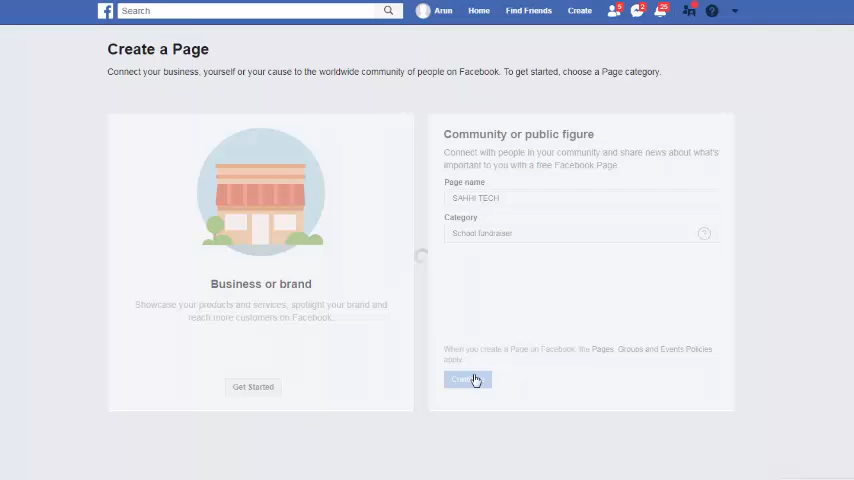 Search
Arun
Home
Find Friends
Create
5
2
25
?
Create a Page
Connect your business, yourself or your cause to the worldwide community of people on Facebook. To get started, choose a Page category.
Business or brand
Showcase your products and services, spotlight your brand and
reach more customers on Facebook.
Get Started
Community or public figure
Connect with people in your community and share news about what's
important to you with a free Facebook Page.
Page name
SAHHI TECH
Category
School fundraiser
?
When you create a Page on Facebook, the Pages, Groups and Events Policies
apply.